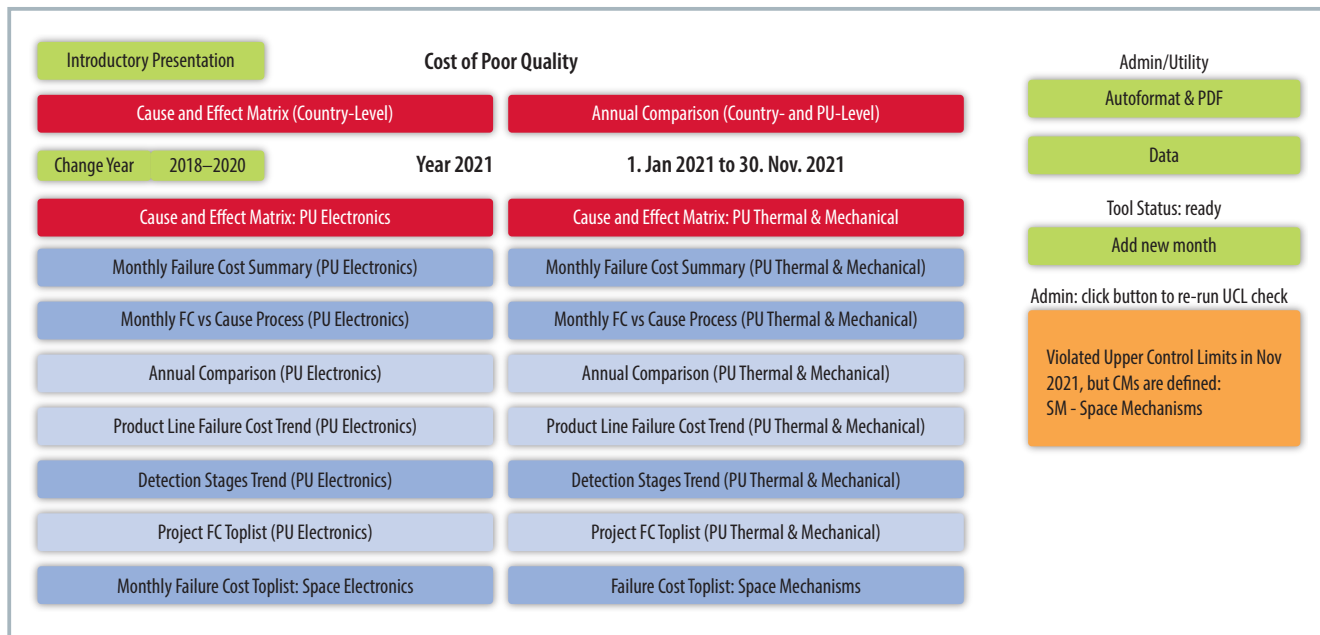 Introductory Presentation
Cost of Poor Quality
Cause and Effect Matrix (Country-Level)
Annual Comparison (Country- and PU-Level)
Change Year
2018–2020
Year 2021
1. Jan 2021 to 30. Nov. 2021
Cause and Effect Matrix: PU Electronics
Cause and Effect Matrix: PU Thermal & Mechanical
Monthly Failure Cost Summary (PU Electronics)
Monthly Failure Cost Summary (PU Thermal & Mechanical)
Monthly FC vs Cause Process (PU Electronics)
Monthly FC vs Cause Process (PU Thermal & Mechanical)
Annual Comparison (PU Electronics)
Annual Comparison (PU Thermal & Mechanical)
Product Line Failure Cost Trend (PU Electronics)
Product Line Failure Cost Trend (PU Thermal & Mechanical)
Detection Stages Trend (PU Electronics)
Detection Stages Trend (PU Thermal & Mechanical)
Project FC Toplist (PU Electronics)
Project FC Toplist (PU Thermal & Mechanical)
Monthly Failure Cost Toplist: Space Electronics
Failure Cost Toplist: Space Mechanisms
Admin/Utility
Autoformat & PDF
Data
Tool Status: ready
Add new month
Admin: click button to re-run UCL check
Violated Upper Control Limits in Nov
2021, but CMs are defined:
SM - Space Mechanisms